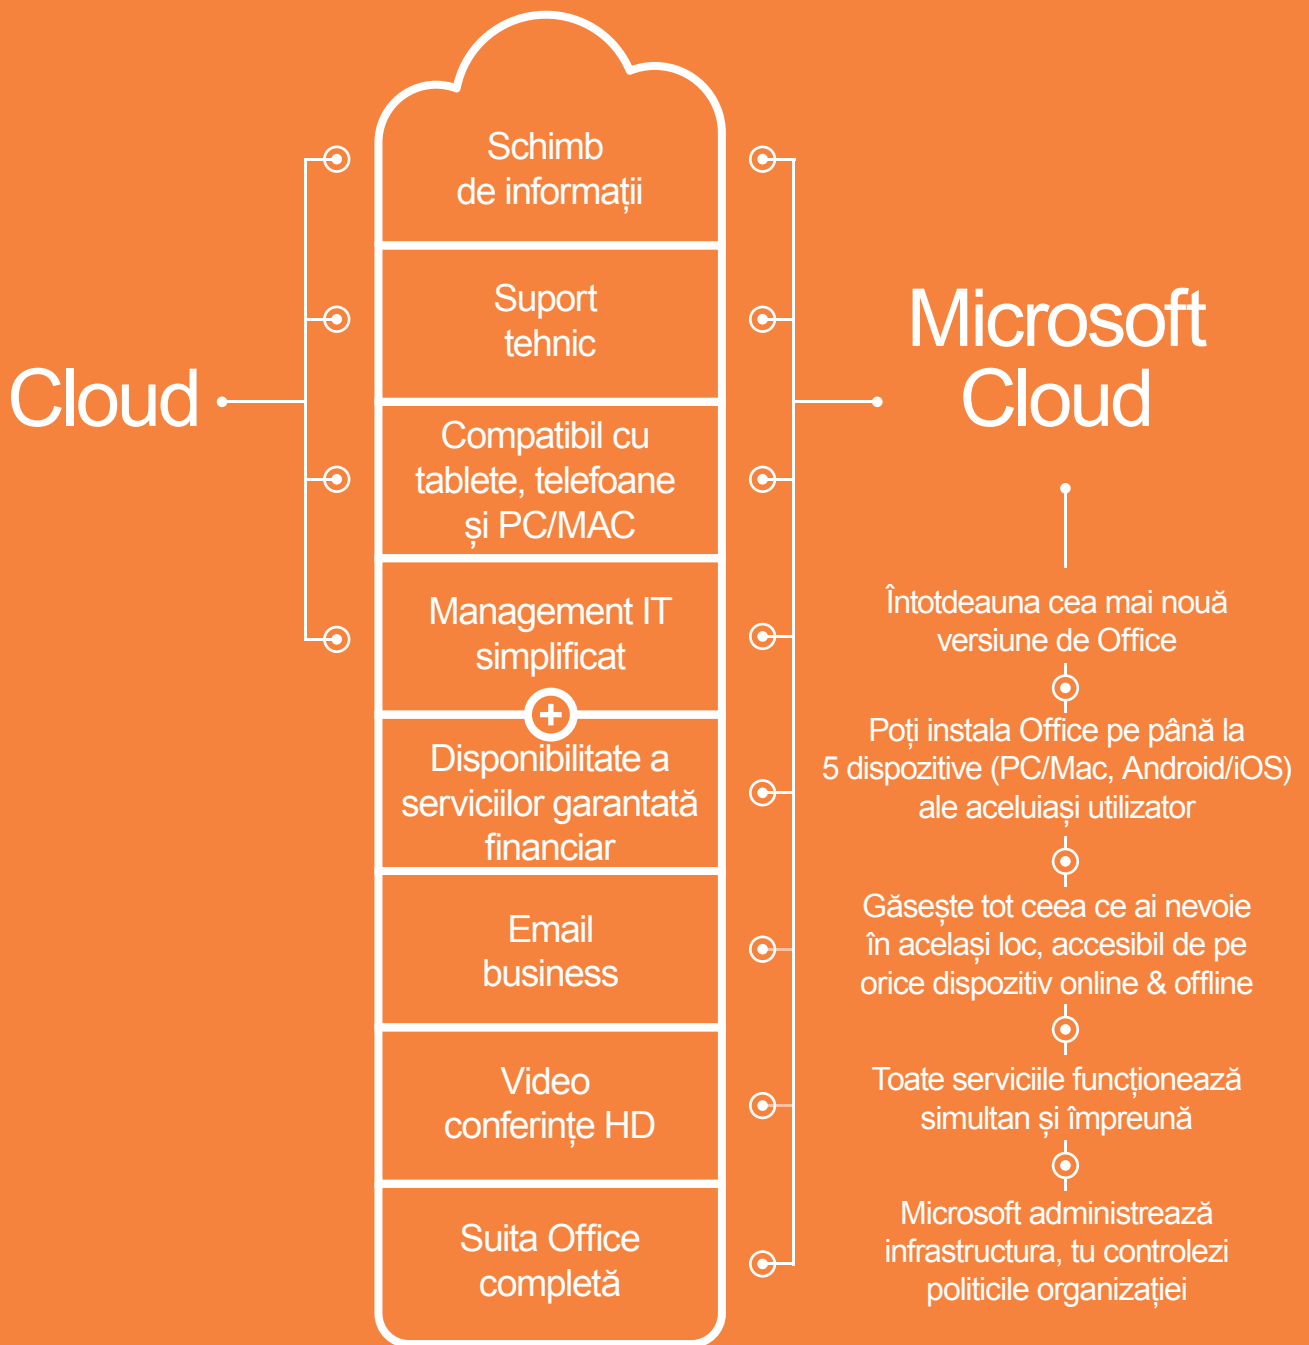 Cloud
Schimb
de informații
Suport
tehnic
Compatibil cu
tablete, telefoane
și PC/MAC
Management IT
simplificat
Disponibilitate a
serviciilor garantată
financiar
Email
business
Video
conferințe HD
Suita Office
completă
Microsoft
Cloud
Întotdeauna cea mai nouă
versiune de Office
Poți instala Office pe până la
5 dispozitive (PC/Mac, Android/iOS)
ale aceluiași utilizator
Găsește tot ceea ce ai nevoie
în același loc, accesibil de pe
orice dispozitiv online & offline
Toate serviciile funcționează
simultan și împreună
Microsoft administrează
infrastructura, tu controlezi
politicile organizației